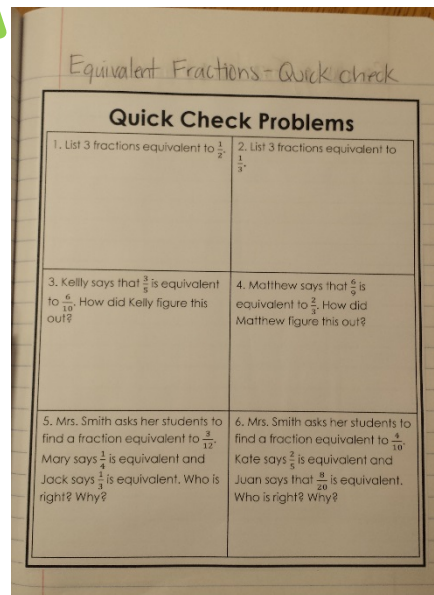 Equivalent Fractions - Quick check
Quick Check Problems
1. List 3 fractions equivalent to 1/2.
2. List 3 fractions equivalent to
1/3.
3. Kellly says that 3/5 is equivalent
to 6/10. How did Kelly figure this
out?
4. Matthew says that 6/9 is
equivalent to 2/3. How did
Matthew figure this out?
5. Mrs. Smith asks her students to
find a fraction equivalent to 3/12.
Mary says 1/4 is equivalent and
Jack says 1/3 is equivalent. Who is
right? Why?
6. Mrs. Smith asks her students to
find a fraction equivalent to 4/10.
Kate says 2/5 is equivalent and
Juan says that 8/20 is equivalent.
Who is right? Why?